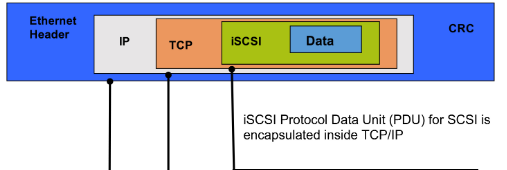 Ethernet
Header
IP
TCP
iSCSI
Data
CRC
iSCSI Protocol Data Unit (PDU) for SCSI is
encapsulated inside TCP/IP